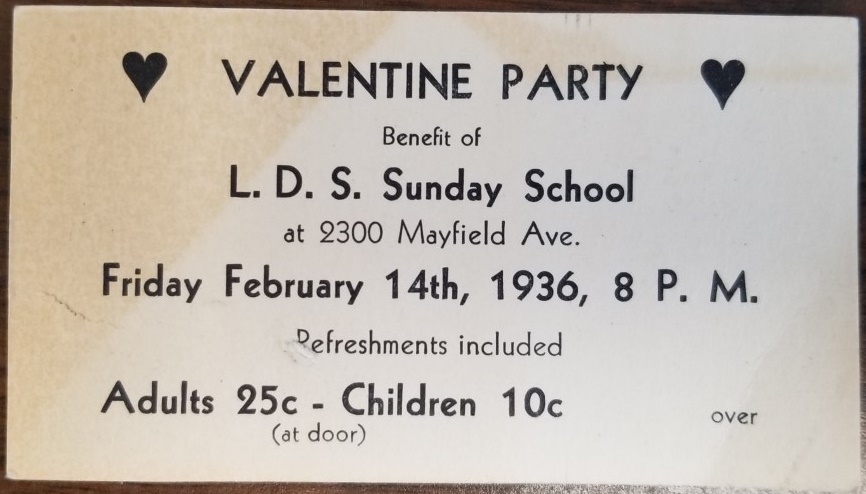 VALENTINE PARTY
Benefit of
L. D. S. Sunday School
at 2300 Mayfield Ave.
Friday February 14th, 1936, 8 P. M.
Refreshments included
Adults 25c - Children 10c
(at door)
over